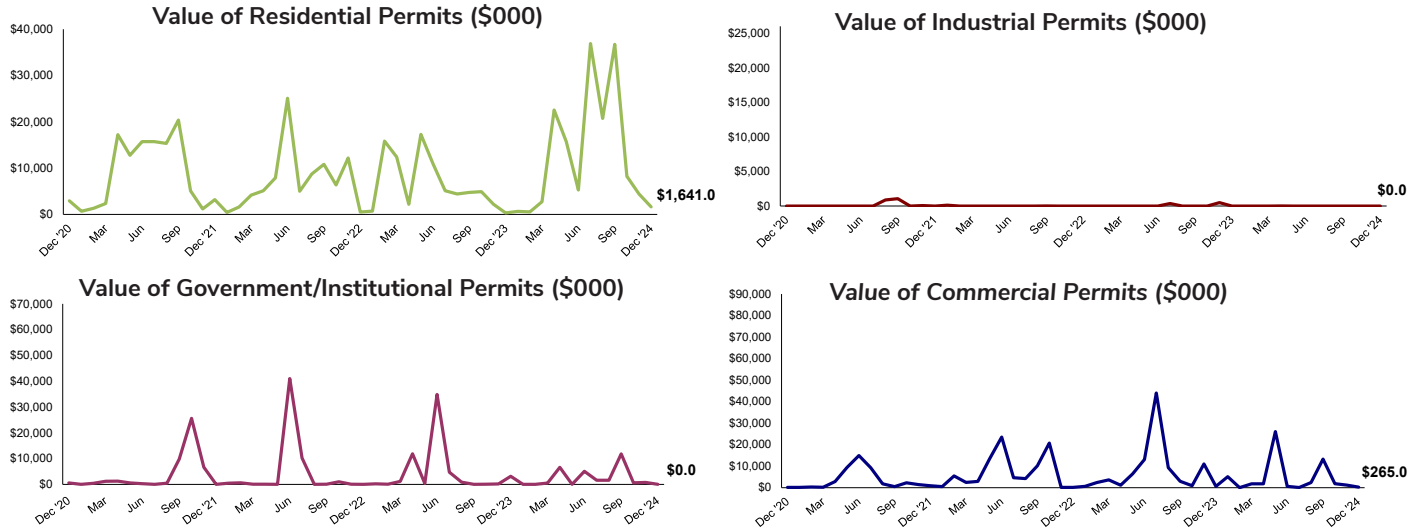 Value of Residential Permits ($000)
$40,000
$30,000
$20,000
$10,000
$0
$1,641.0
Dec '20
Mar
Jun
Sep
Dec '21
Mar
Jun
Sep
Dec '22
Mar
Jun
Sep
Dec '23
Mar
Jun
Sep
Dec '24
Value of Industrial Permits ($000)
$25,000
$20,000
$15,000
$10,000
$5,000
$0
$0.0
Dec '20
Mar
Jun
Sep
Dec '21
Mar
Jun
Sep
Dec '22
Mar
Jun
Sep
Dec '23
Mar
Jun
Sep
Dec '24
Value of Government/Institutional Permits ($000)
$70,000
$60,000
$50,000
$40,000
$30,000
$20,000
$10,000
$0
$0.0
Dec '20
Mar
Jun
Sep
Dec '21
Mar
Jun
Sep
Dec '22
Mar
Jun
Sep
Dec '23
Mar
Jun
Sep
Dec '24
Value of Commercial Permits ($000)
$90,000
$80,000
$70,000
$60,000
$50,000
$40,000
$30,000
$20,000
$10,000
$0
$265.0
Dec '20
Mar
Jun
Sep
Dec '21
Mar
Jun
Sep
Dec '22
Mar
Jun
Sep
Dec '23
Mar
Jun
Sep
Dec '24